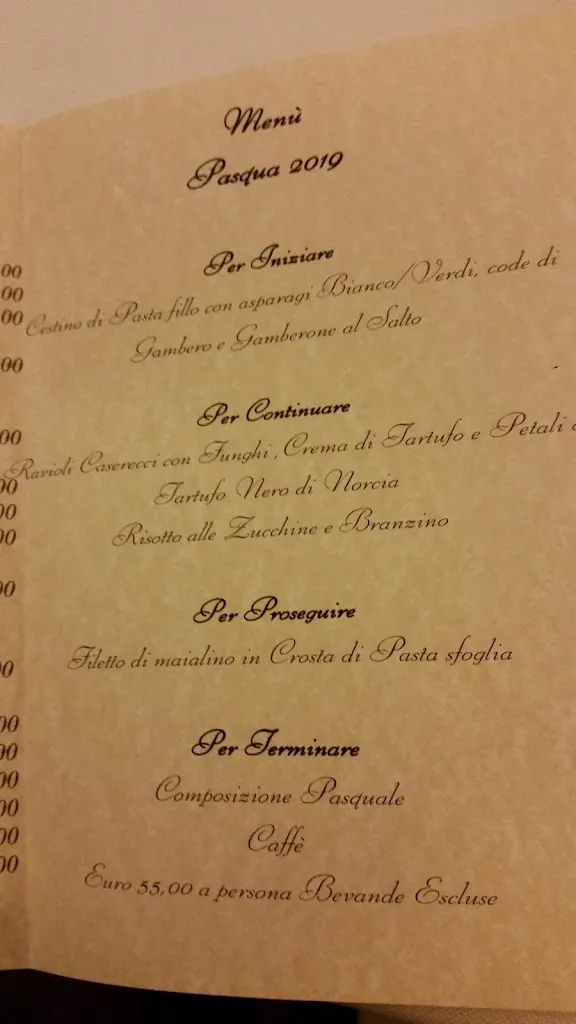 Menù
Pasqua 2019
Per Iniziare
Cestino di Pasta fillo con asparagi Bianco/Verdi, code di
Gambero e Gamberone al Salto
Per Continuare
Ravioli Caserecci con Funghi, Crema di Tartufo e Petali
Tartufo Nero di Norcia
Risotto alle Zucchine e Branzino
Per Proseguire
Filetto di maialino in Crosta di Pasta sfoglia
Per Terminare
Composizione Pasquale
Caffè
Euro 55,00 a persona Bevande Escluse